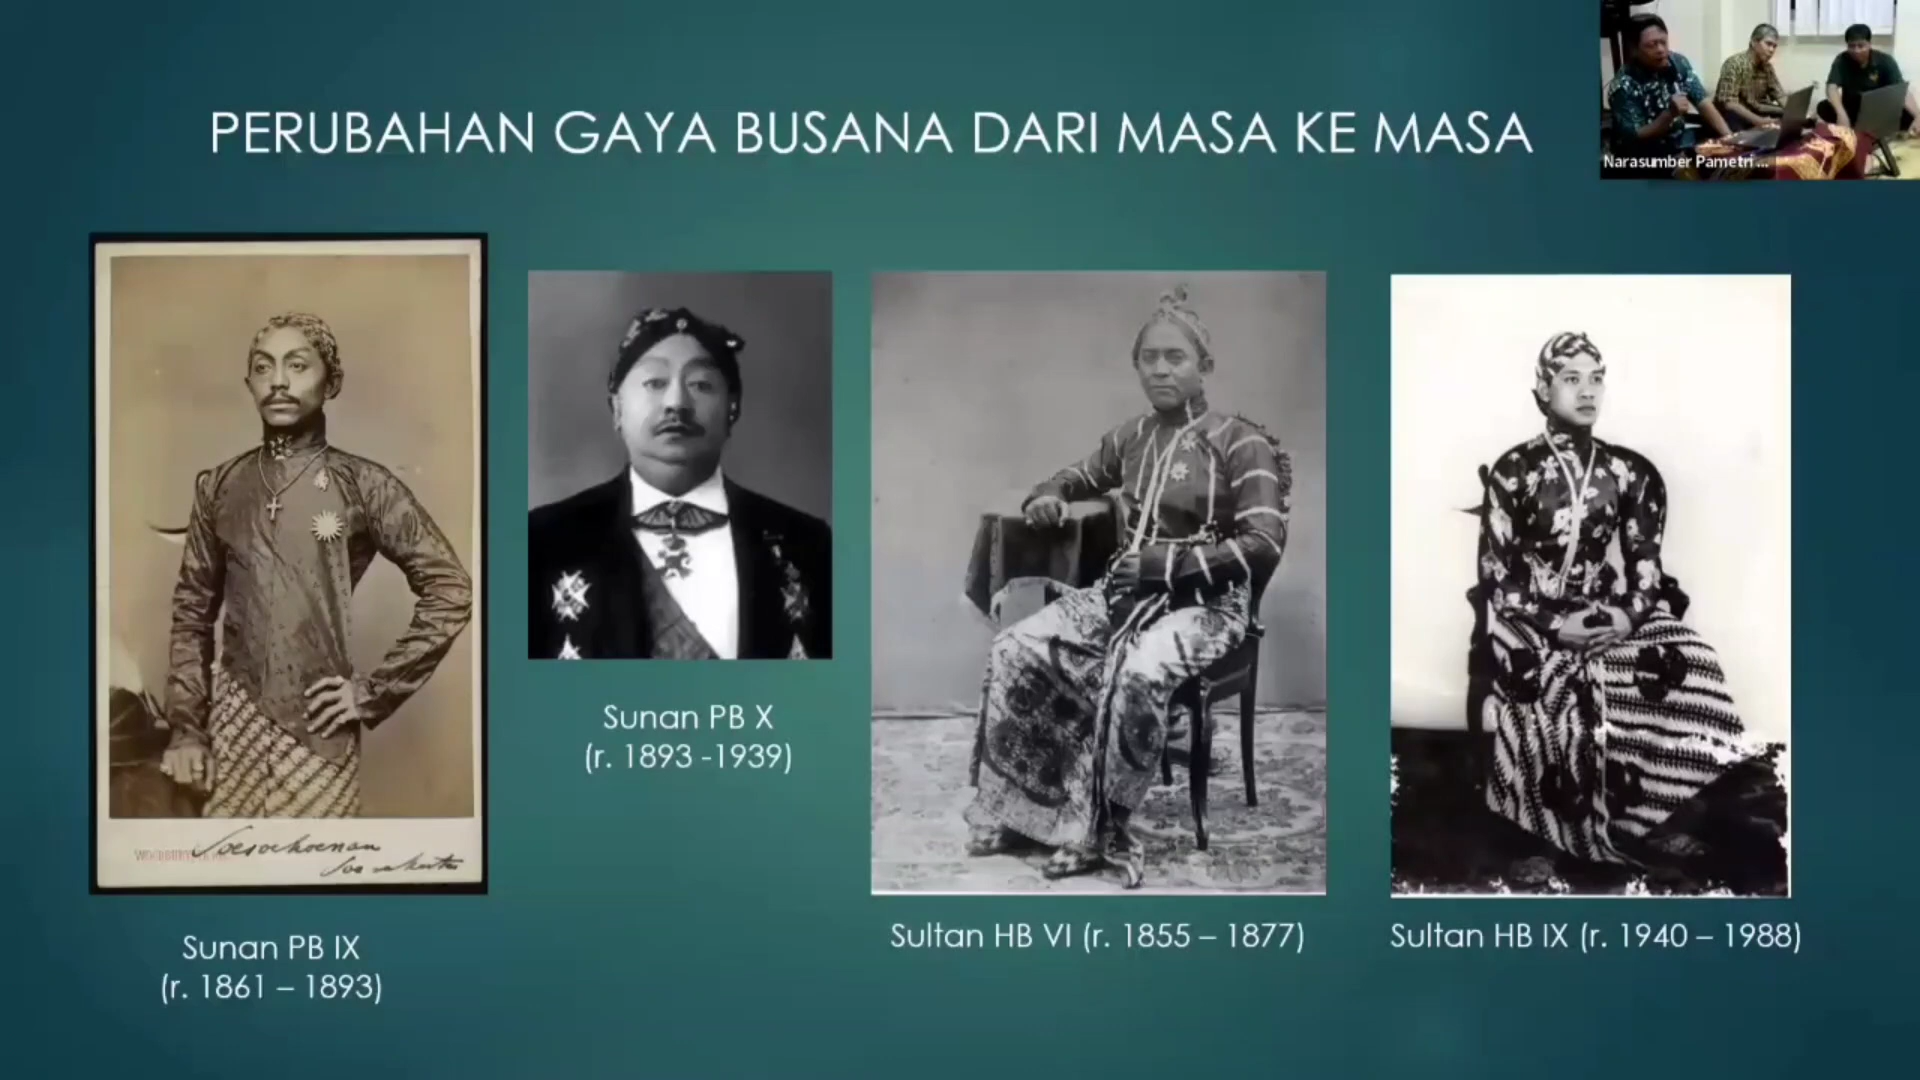 PERUBAHAN GAYA BUSANA DARI MASA KE MASA
Narasumber Pametri ...
Soesoehoenan
Sunan PB X
(r. 1893 -1939)
Sunan PB IX
(r. 1861 – 1893)
Sultan HB VI (r. 1855 – 1877)
Sultan HB IX (r. 1940 – 1988)